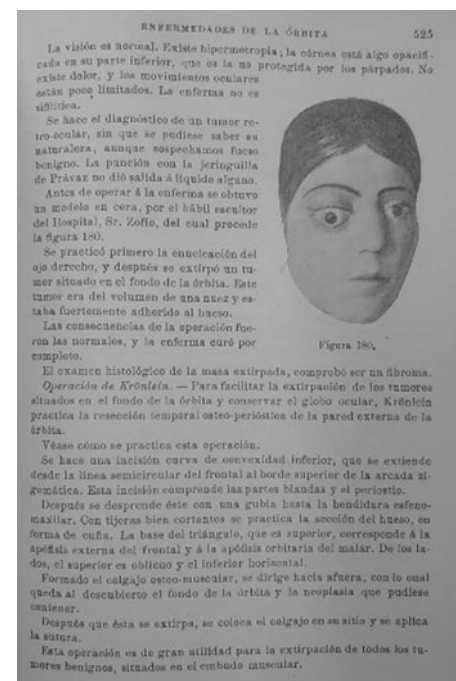 ENFERMEDADES DE LA ÓRBITA 525
La visión es normal. Existe hipermetropia; la córnea está algo opacifi-
cada en su parte inferior, que es la no protegida por los párpados. No
existe dolor, y los movimientos oculares
están poco limitados. La enferma no es
sifilítica.
Se hace el diagnóstico de un tumor re-
tro-ocular, sin que se pudiese saber su
naturaleza, aunque sospechamos fuese
benigno. La punción con la jeringuilla
de Právaz no dió salida á líquido alguno.
Antes de operar á la enferma se obtuvo
un modelo en cera, por el hábil escultor
del Hospital, Sr. Zofío, del cual procede
la figura 180.
Se practicó primero la enucleación del
ojo derecho, y después se extirpó un tu-
mor situado en el fondo de la órbita. Este
tumor era del volumen de una nuez y es-
taba fuertemente adherido al hueso.
Las consecuencias de la operación fue-
ron las normales, y la enferma curó por
completo.
Figura 180.
El examen histológico de la masa extirpada, comprobó ser un fibroma.
Operación de Krönlein. — Para facilitar la extirpación de los tumores
situados en el fondo de la órbita y conservar el globo ocular, Krönlein
practica la resección temporal osteo-perióstica de la pared externa de la
órbita.
Véase cómo se practica esta operación.
Se hace una incisión curva de convexidad inferior, que se extiende
desde la línea semicircular del frontal al borde superior de la arcada zi-
gomática. Esta incisión comprende las partes blandas y el periostio.
Después se desprende éste con una gubia hasta la hendidura esfeno-
maxilar. Con tijeras bien cortantes se practica la sección del hueso, en
forma de cuña. La base del triángulo, que es superior, corresponde á la
apófisis externa del frontal y á la apófisis orbitaria del malar. De los la-
dos, el superior es oblicuo y el inferior horizontal.
Formado el colgajo osteo-muscular, se dirige hacia afuera, con lo cual
queda al descubierto el fondo de la órbita y la neoplasia que pudiese
contener.
Después que ésta se extirpa, se coloca el colgajo en su sitio y se aplica
la sutura.
Esta operación es de gran utilidad para la extirpación de todos los tu-
mores benignos, situados en el embudo muscular.